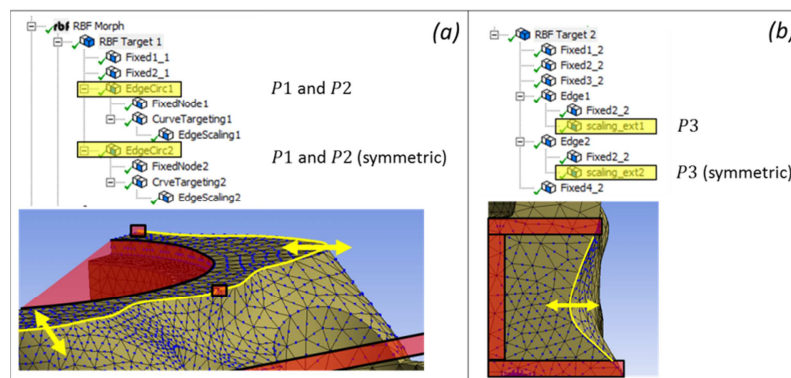 rbf RBF Morph
(a)
RBF Target 1
Fixed1_1
Fixed2_1
EdgeCirc1
P1 and P2
FixedNode1
CurveTargeting1
EdgeScaling1
EdgeCirc2
P1 and P2 (symmetric)
FixedNode2
CrveTargeting2
EdgeScaling2
RBF Target 2
(b)
Fixed1_2
Fixed2_2
Fixed3_2
Edge1
Fixed2_2
scaling_ext1
P3
Edge2
Fixed2_2
scaling_ext2
P3 (symmetric)
Fixed4_2